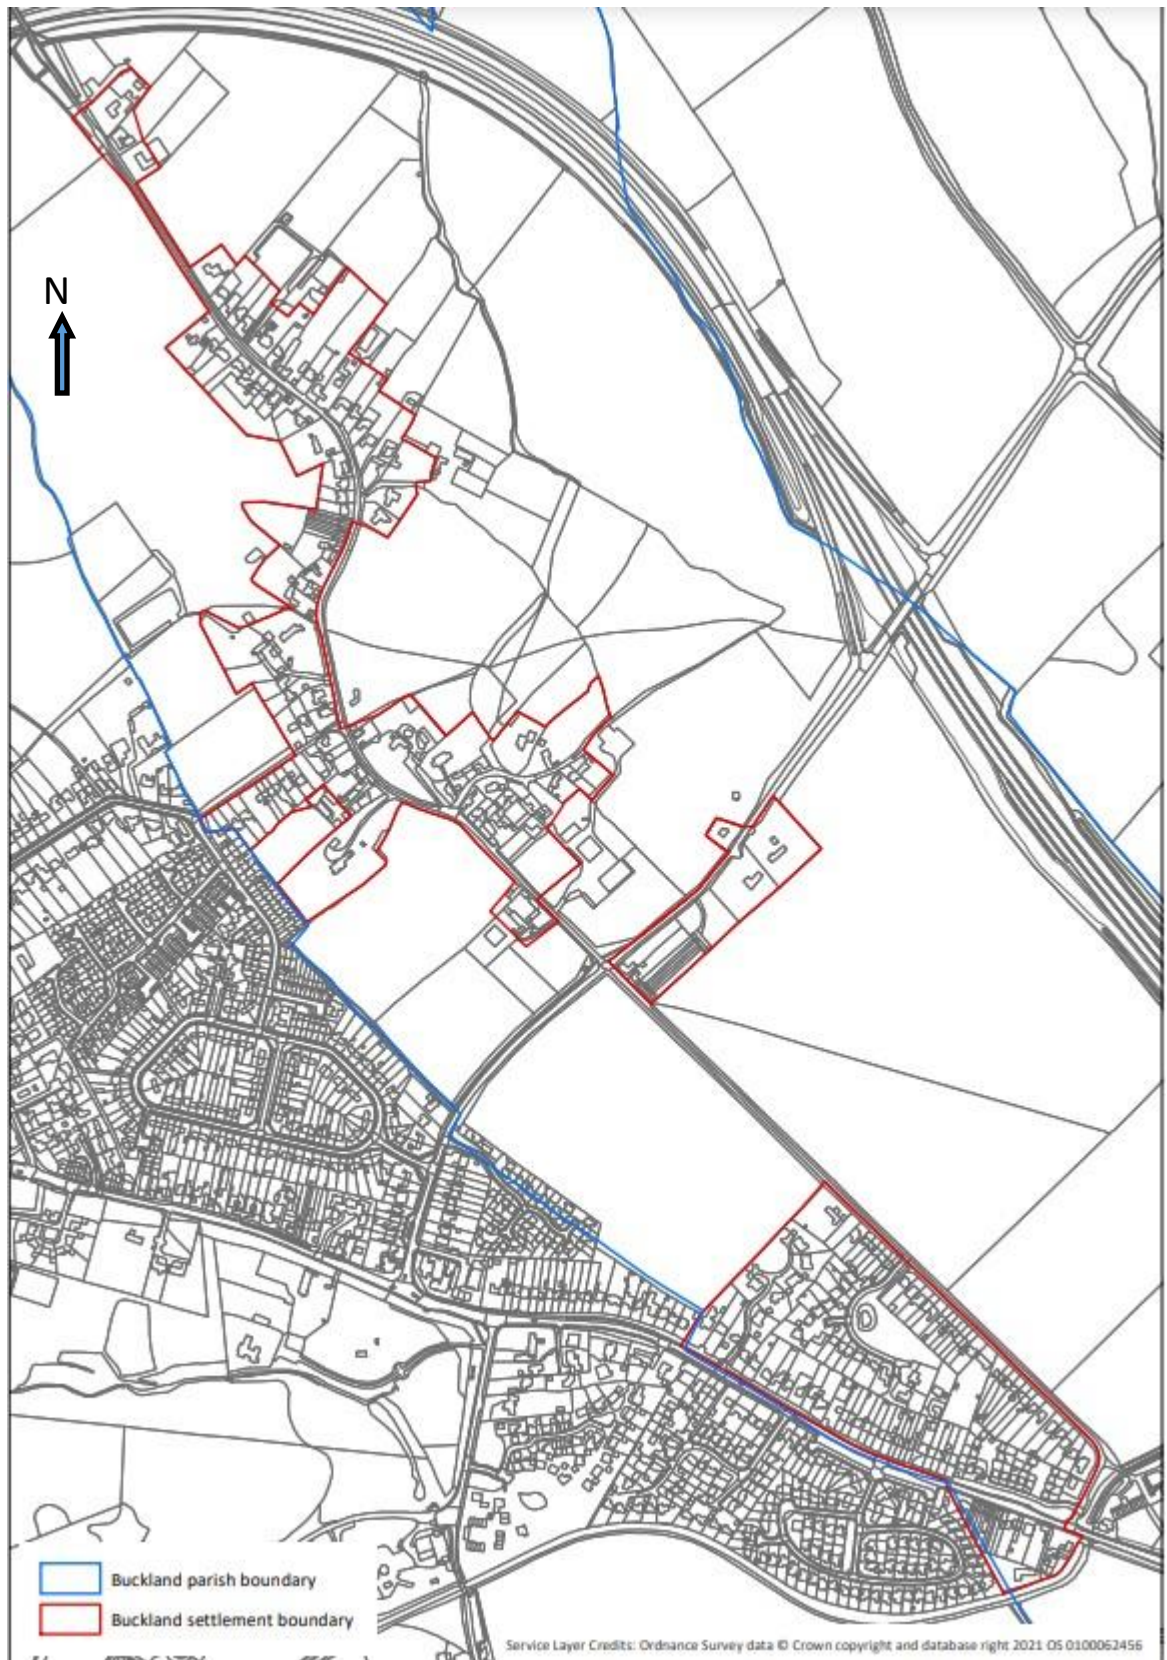 N
Buckland parish boundary
Buckland settlement boundary
Service Layer Credits: Ordnance Survey data © Crown copyright and database right 2021 OS 0100062456